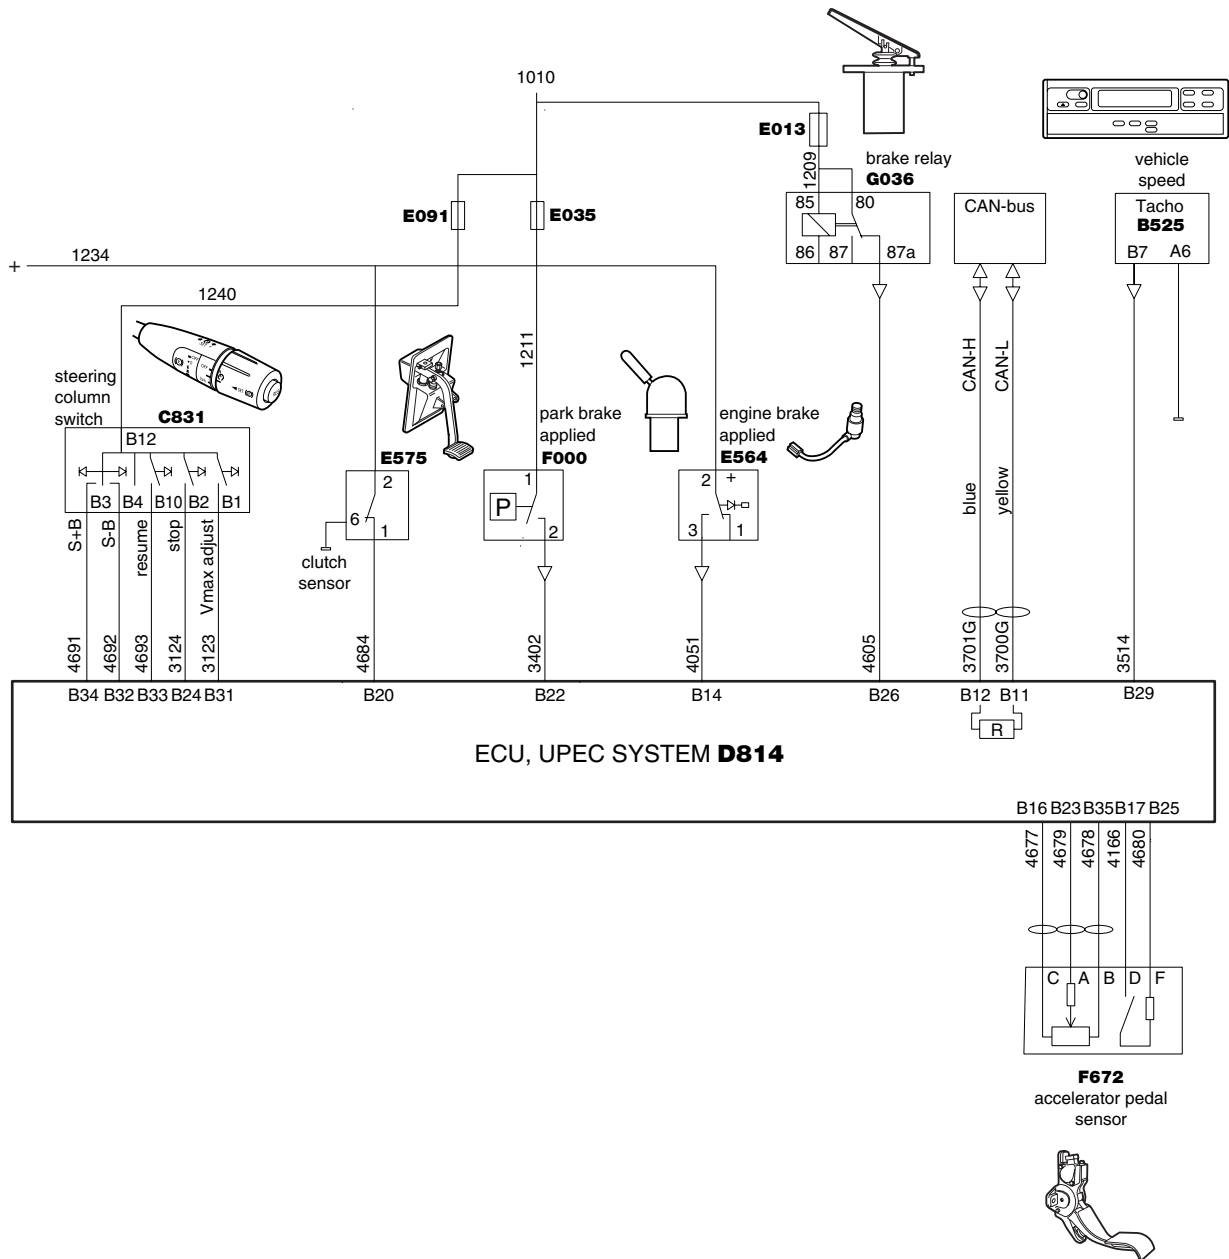 1010
E013
1209
brake relay
G036
vehicle
speed
85 80
86 87 87a
CAN-bus
Tacho
B525
B7 A6
E091
E035
+ 1234
1240
1211
CAN-H
CAN-L
steering
column
switch
C831
B12
B3 B4 B10 B2 B1
E575
2
6
1
clutch
sensor
park brake
applied
F000
1
P
2
engine brake
applied
E564
2 +
3 1
blue
yellow
S+B
S-B
resume
stop
Vmax adjust
4691
4692
4693
3124
3123
4684
3402
4051
4605
3701G
3700G
3514
B34 B32 B33 B24 B31 B20 B22 B14 B26 B12 B11 B29
R
ECU, UPEC SYSTEM D814
B16 B23 B35 B17 B25
4677
4679
4678
4166
4680
C A B D F
F672
accelerator pedal
sensor